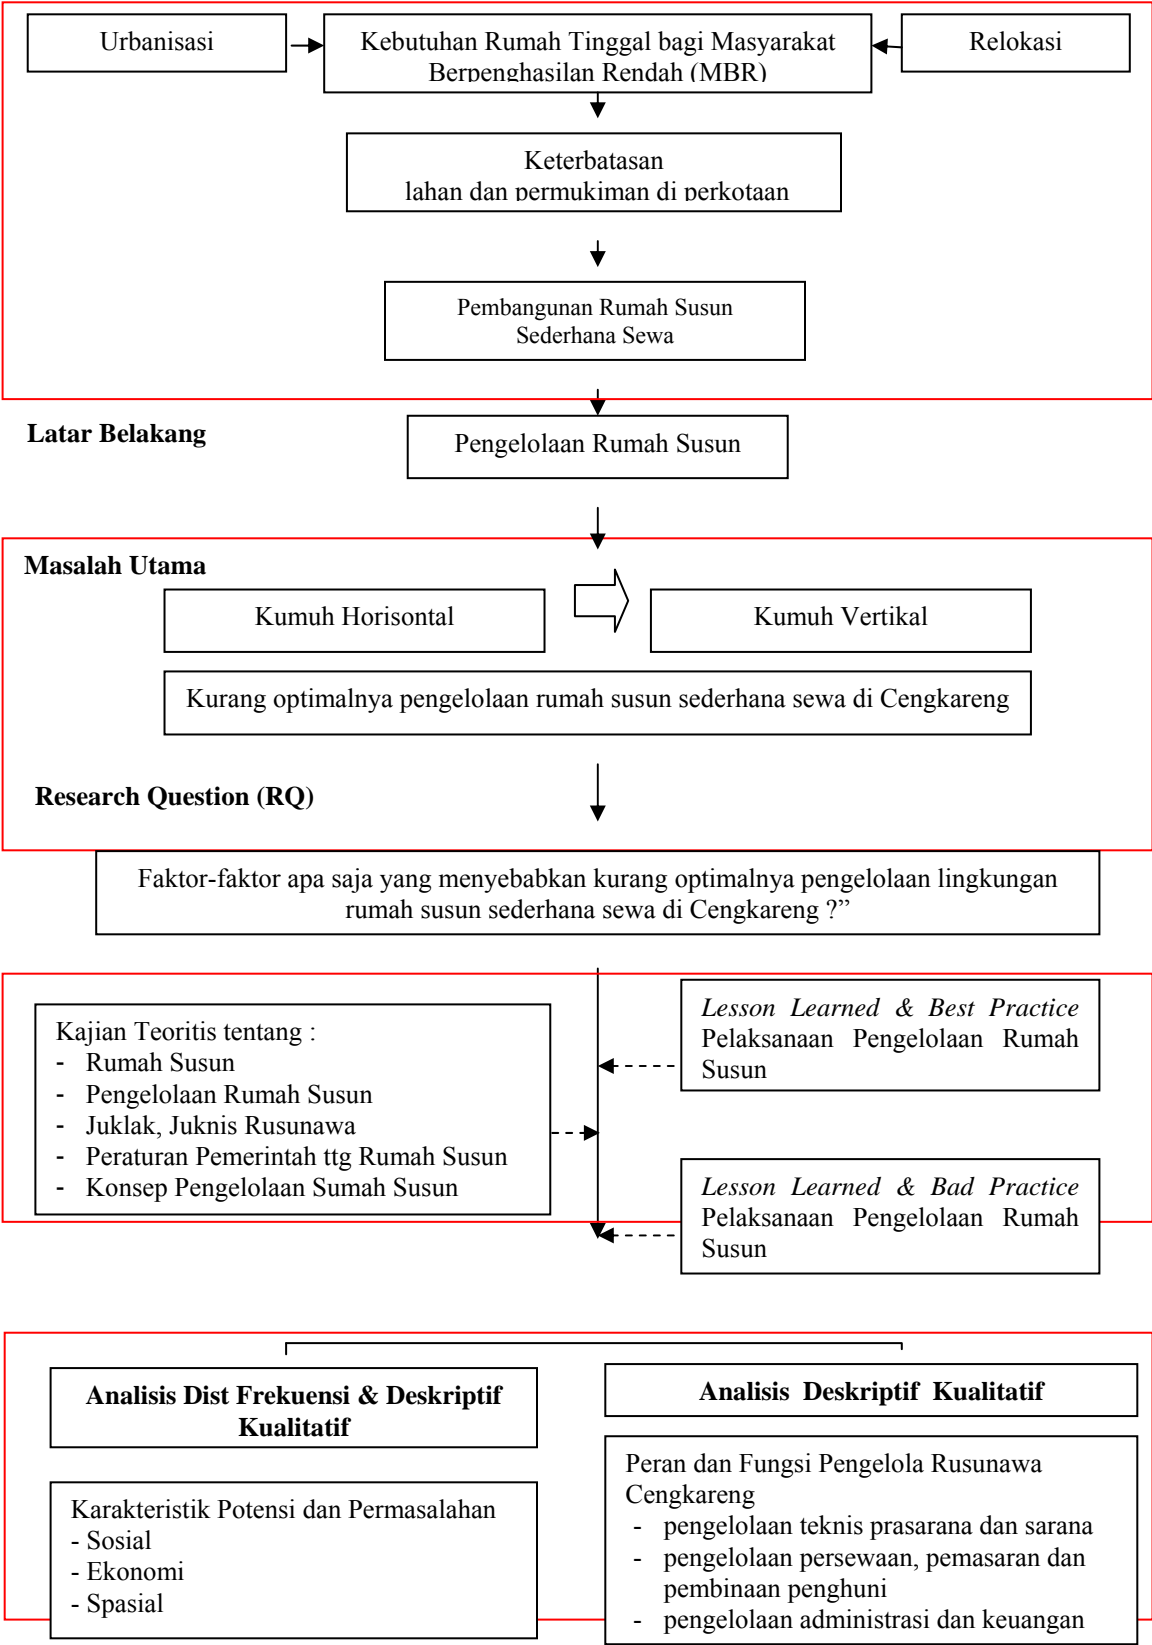 Urbanisasi
Kebutuhan Rumah Tinggal bagi Masyarakat
Berpenghasilan Rendah (MBR)
Relokasi
Keterbatasan
lahan dan permukiman di perkotaan
Pembangunan Rumah Susun
Sederhana Sewa
Latar Belakang
Pengelolaan Rumah Susun
Masalah Utama
Kumuh Horisontal
Kumuh Vertikal
Kurang optimalnya pengelolaan rumah susun sederhana sewa di Cengkareng
Research Question (RQ)
Faktor-faktor apa saja yang menyebabkan kurang optimalnya pengelolaan lingkungan
rumah susun sederhana sewa di Cengkareng ?”
Kajian Teoritis tentang :
- Rumah Susun
- Pengelolaan Rumah Susun
- Juklak, Juknis Rusunawa
- Peraturan Pemerintah ttg Rumah Susun
- Konsep Pengelolaan Sumah Susun
Lesson Learned & Best Practice
Pelaksanaan Pengelolaan Rumah
Susun
Lesson Learned & Bad Practice
Pelaksanaan Pengelolaan Rumah
Susun
Analisis Dist Frekuensi & Deskriptif
Kualitatif
Karakteristik Potensi dan Permasalahan
- Sosial
- Ekonomi
- Spasial
Analisis Deskriptif Kualitatif
Peran dan Fungsi Pengelola Rusunawa
Cengkareng
- pengelolaan teknis prasarana dan sarana
- pengelolaan persewaan, pemasaran dan
pembinaan penghuni
- pengelolaan administrasi dan keuangan